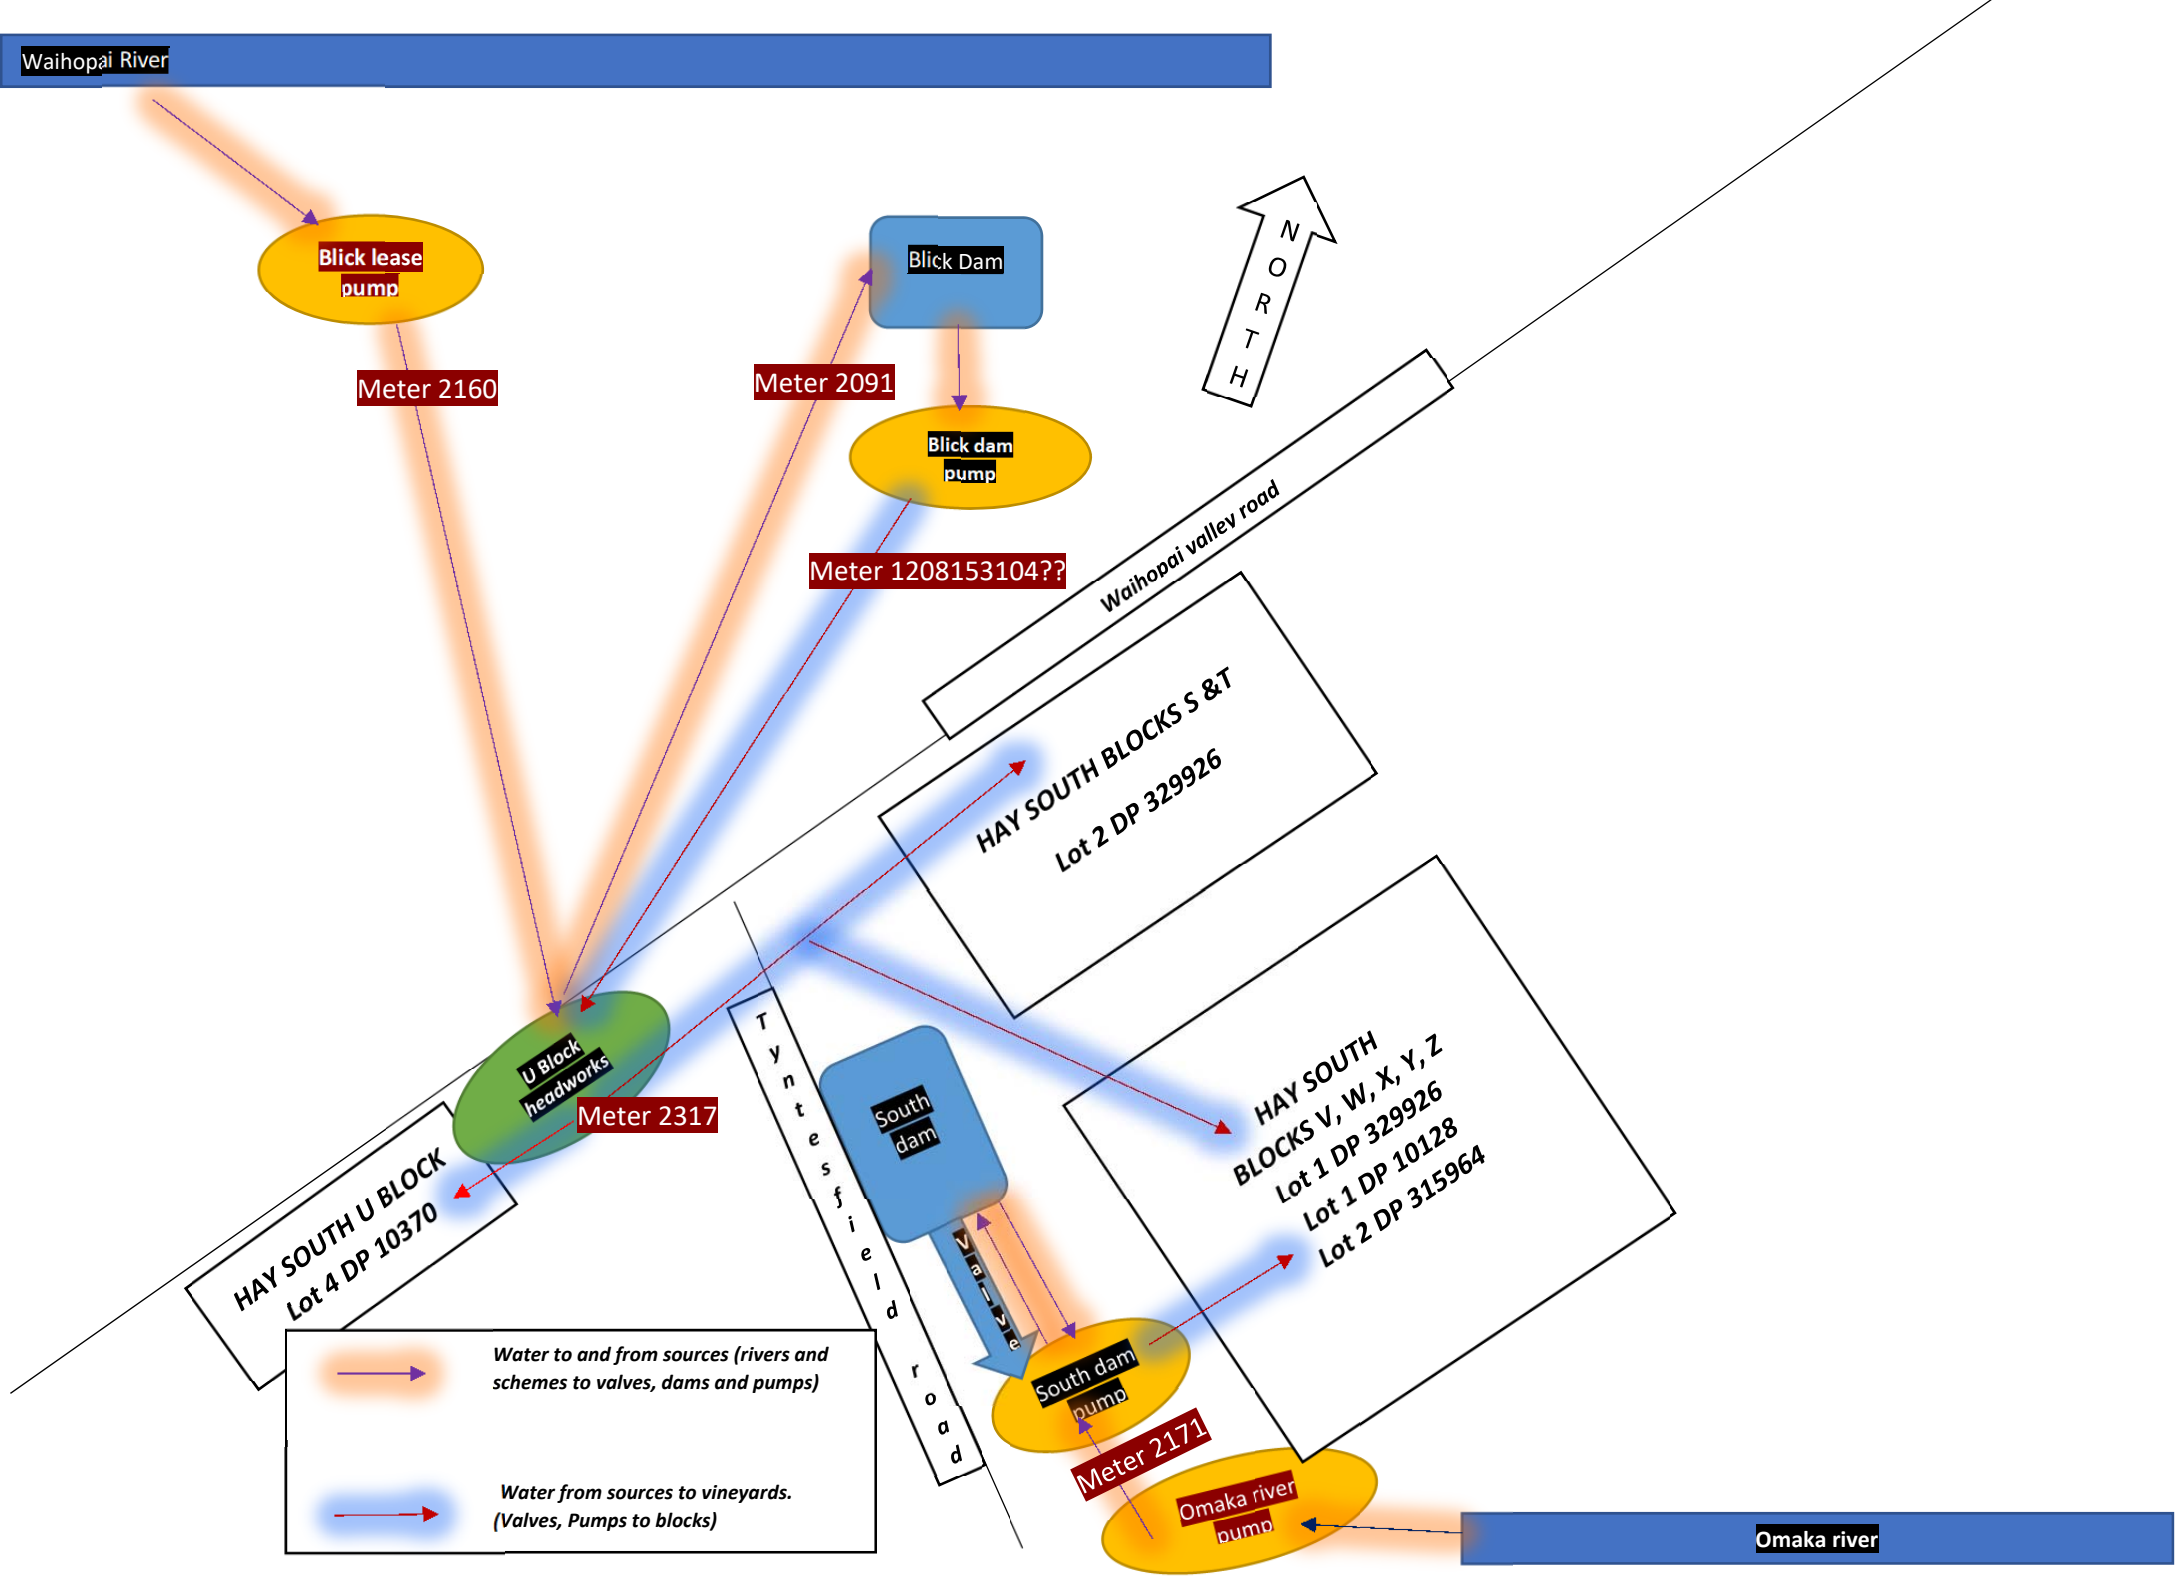 Waihopai River
Blick lease
pump
Blick Dam
N
O
R
T
H
Meter 2160
Meter 2091
Blick dam
pump
Meter 1208153104??
Waihopai valley road
HAY SOUTH BLOCKS S &T
Lot 2 DP 329926
U Block
headworks
Meter 2317
Tyntesfield road
South
dam
Valve
HAY SOUTH
BLOCKS V, W, X, Y, Z
Lot 1 DP 329926
Lot 1 DP 10128
Lot 2 DP 315964
HAY SOUTH U BLOCK
Lot 4 DP 10370
South dam
pump
Meter 2171
Omaka river
pump
Omaka river
Water to and from sources (rivers and
schemes to valves, dams and pumps)
Water from sources to vineyards.
(Valves, Pumps to blocks)